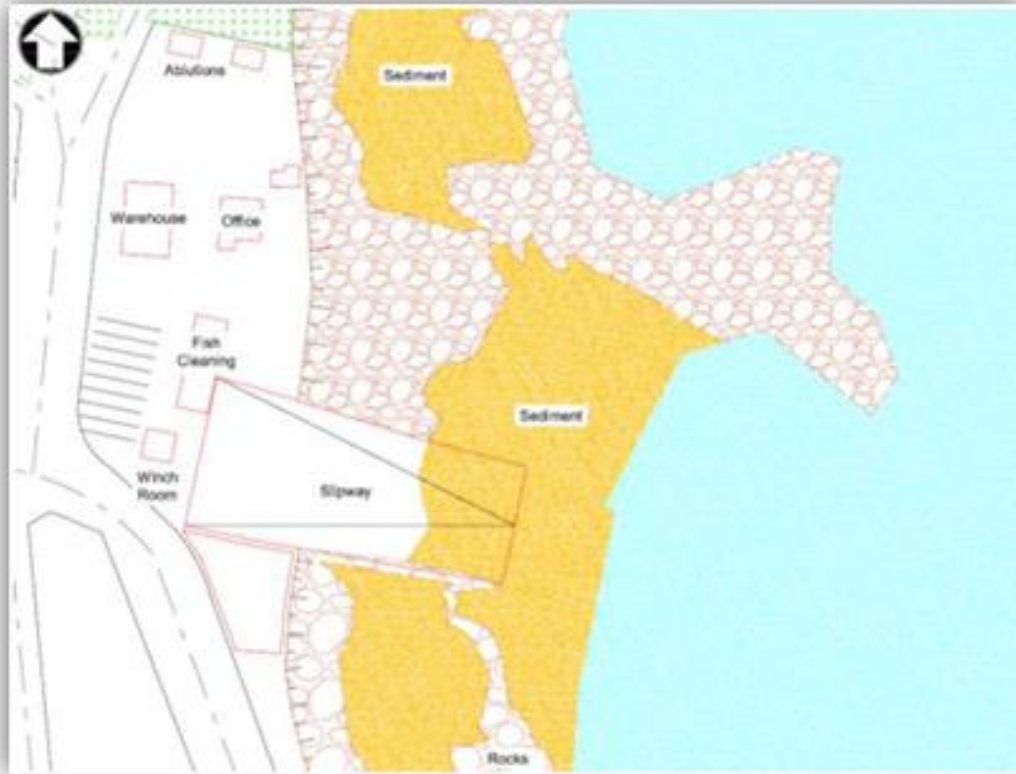 Ablutions
Sediment
Warehouse
Office
Fish
Cleaning
Sediment
Winch
Room
Slipway
Rocks